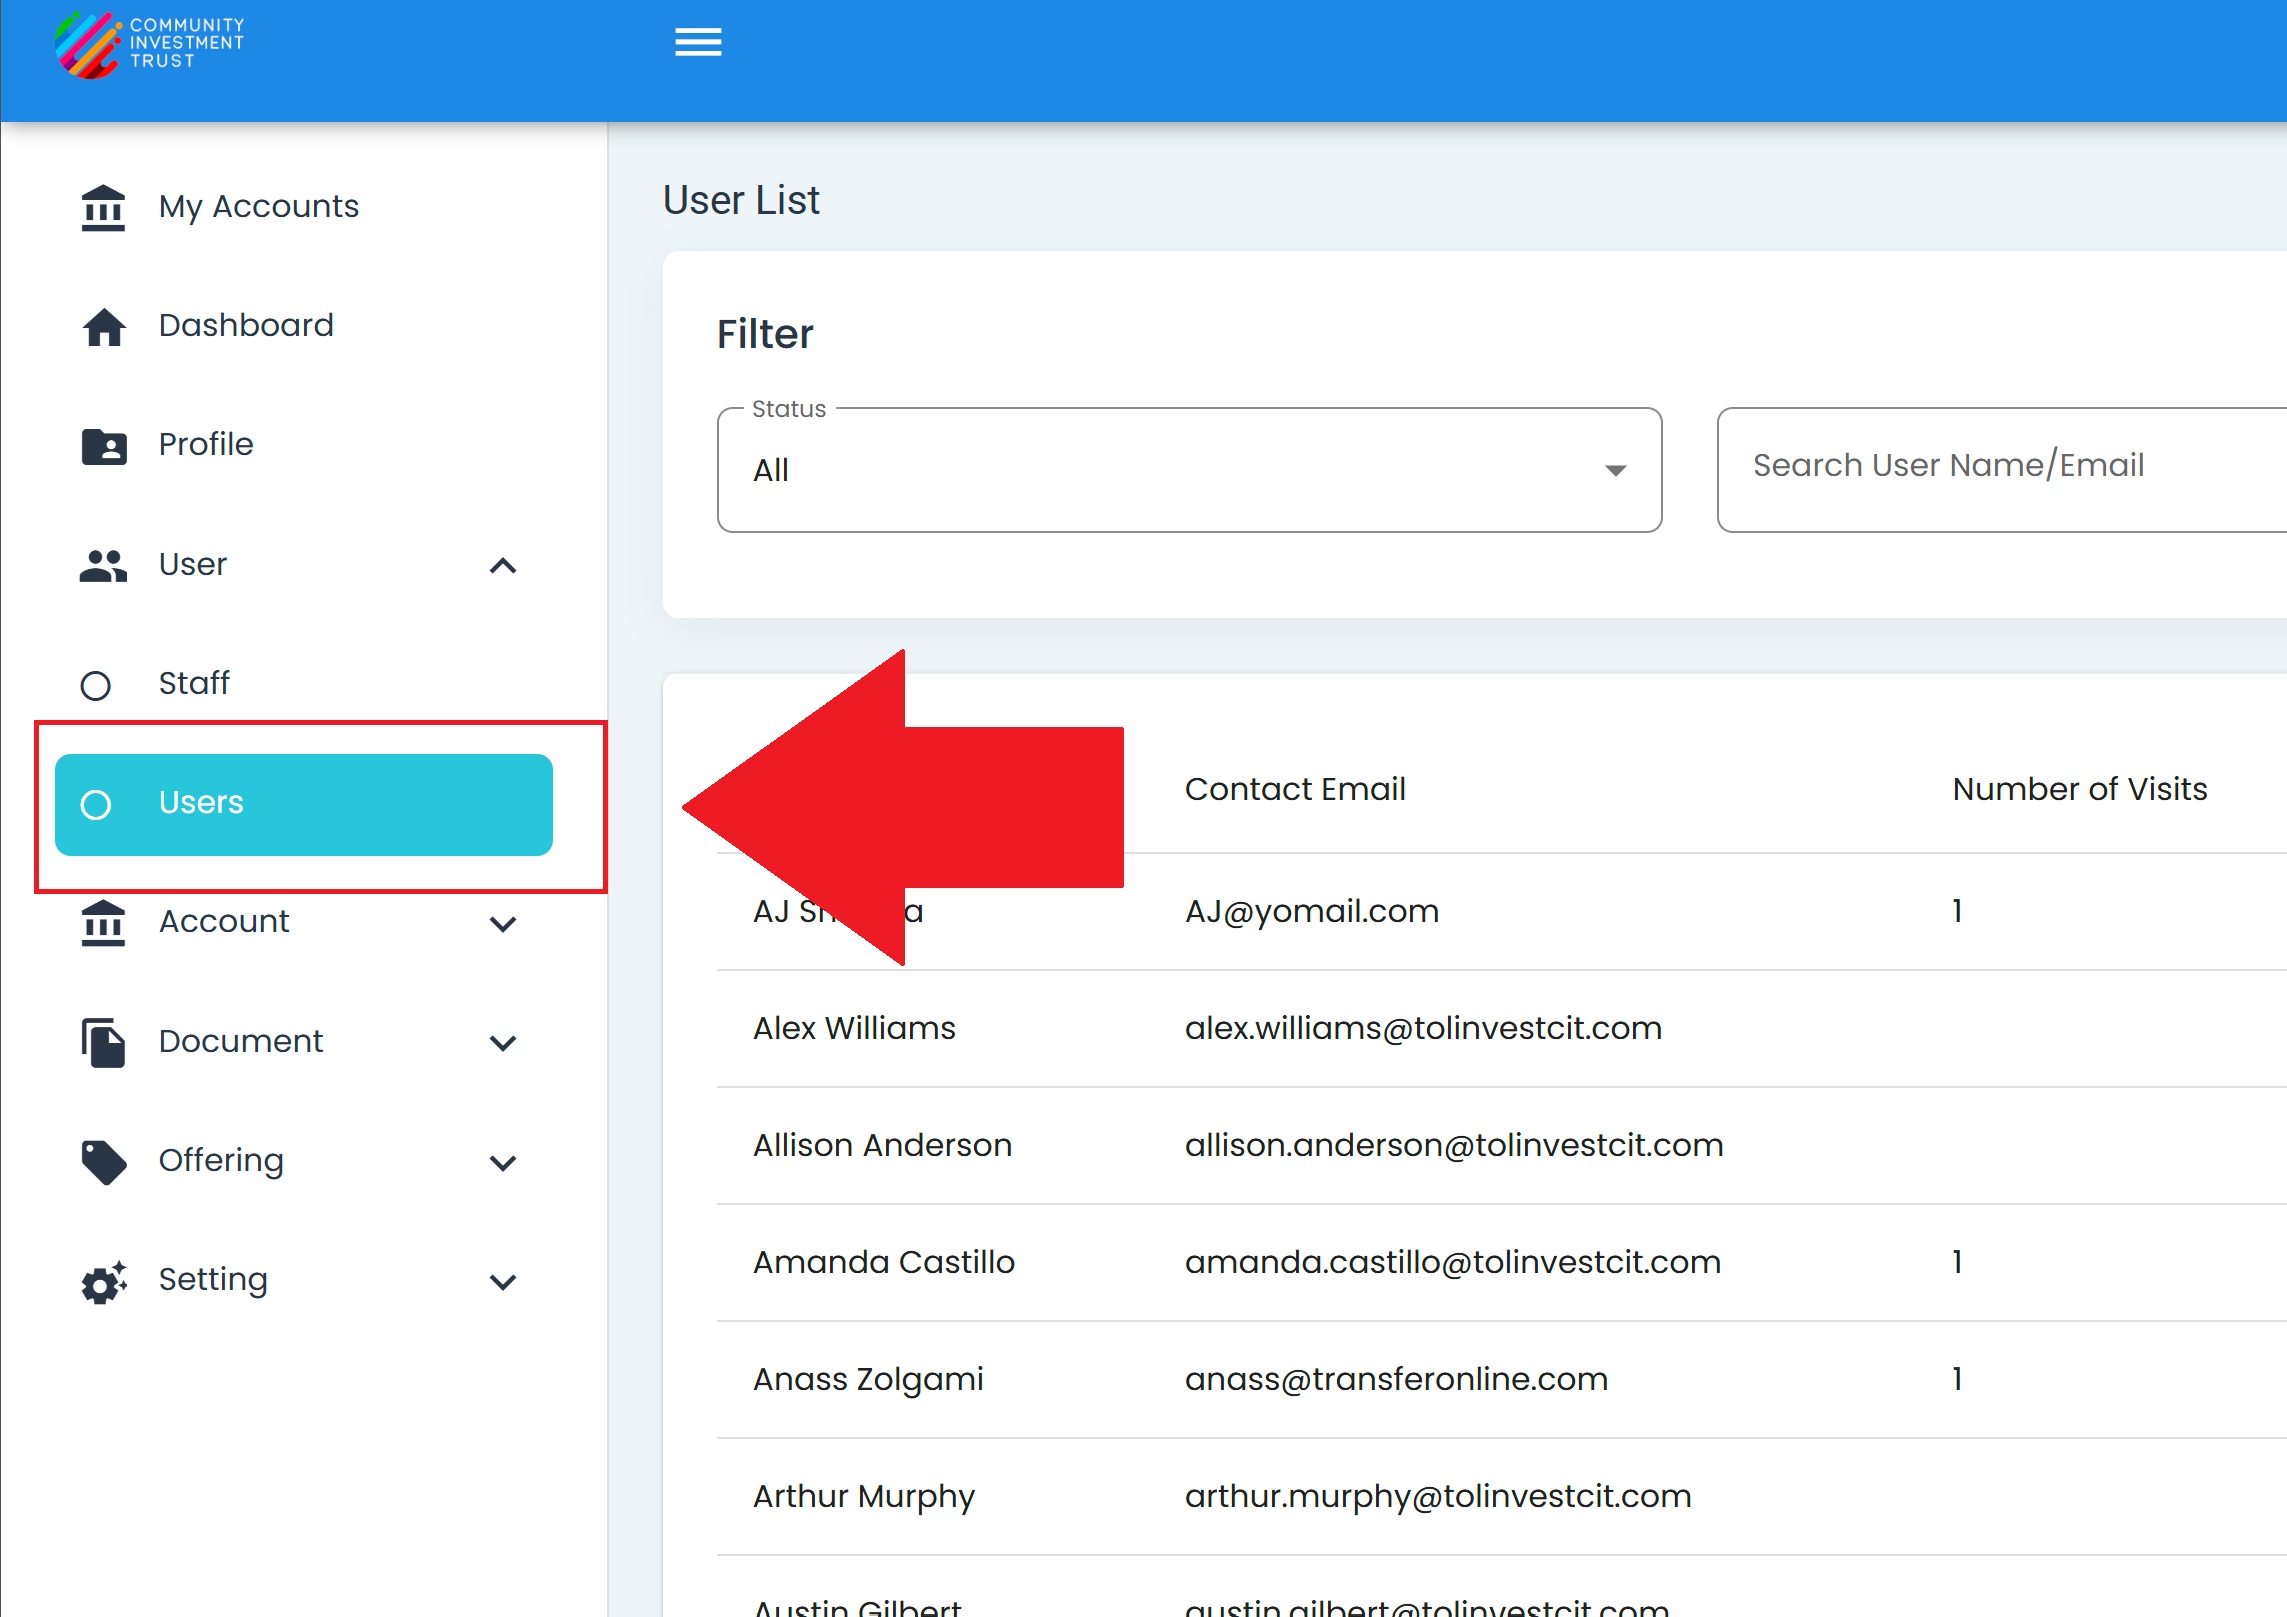 COMMUNITY
INVESTMENT
TRUST
My Accounts
Dashboard
Profile
User
Staff
Users
Account
Document
Offering
Setting
User List
Filter
Status
All
Search User Name/Email
Contact Email Number of Visits
AJ AJ@yomail.com 1
Alex Williams alex.williams@tolinvestcit.com
Allison Anderson allison.anderson@tolinvestcit.com
Amanda Castillo amanda.castillo@tolinvestcit.com 1
Anass Zolgami anass@transferonline.com 1
Arthur Murphy arthur.murphy@tolinvestcit.com
Austin Gilbert austin.gilbert@tolinvestcit.com